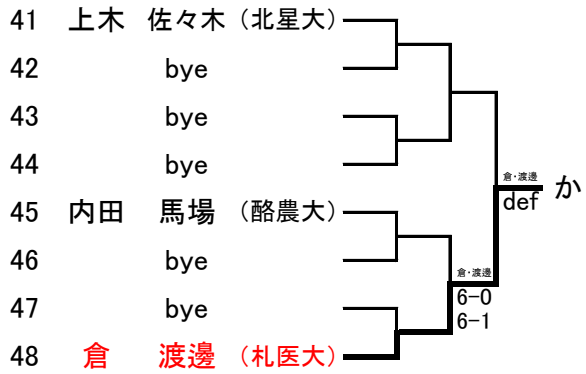 41 上木 佐々木 (北星大)
42 bye
43 bye
44 bye
倉・渡邊
def
か
45 内田 馬場 (酪農大)
46 bye
倉・渡邊
6-0
6-1
47 bye
48 倉 渡邊 (札医大)